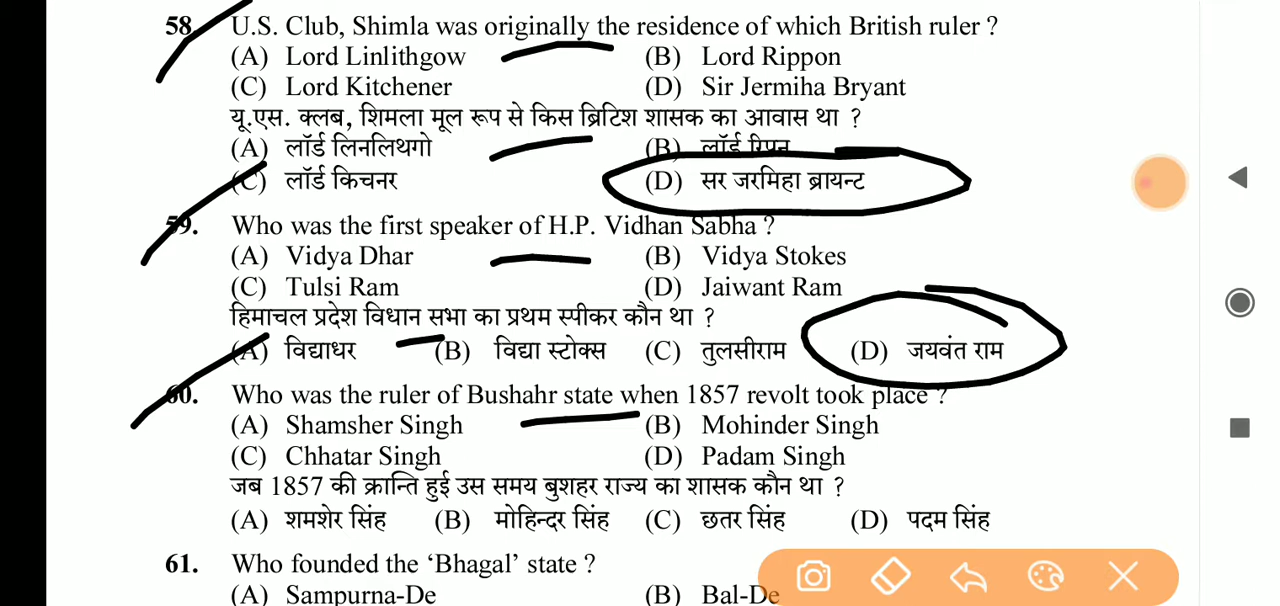 58. U.S. Club, Shimla was originally the residence of which British ruler ?
(A) Lord Linlithgow (B) Lord Rippon
(C) Lord Kitchener (D) Sir Jermiha Bryant
यू.एस. क्लब, शिमला मूल रूप से किस ब्रिटिश शासक का आवास था ?
(A) लॉर्ड लिनलिथगो (B) लॉर्ड रिपन
(C) लॉर्ड किचनर (D) सर जरमिहा ब्रायन्ट
59. Who was the first speaker of H.P. Vidhan Sabha ?
(A) Vidya Dhar (B) Vidya Stokes
(C) Tulsi Ram (D) Jaiwant Ram
हिमाचल प्रदेश विधान सभा का प्रथम स्पीकर कौन था ?
(A) विद्याधर (B) विद्या स्टोक्स (C) तुलसीराम (D) जयवंत राम
60. Who was the ruler of Bushahr state when 1857 revolt took place ?
(A) Shamsher Singh (B) Mohinder Singh
(C) Chhatar Singh (D) Padam Singh
जब 1857 की क्रान्ति हुई उस समय बुशहर राज्य का शासक कौन था ?
(A) शमशेर सिंह (B) मोहिन्दर सिंह (C) छतर सिंह (D) पदम सिंह
61. Who founded the ‘Bhagal’ state ?
(A) Sampurna-De (B) Bal-De